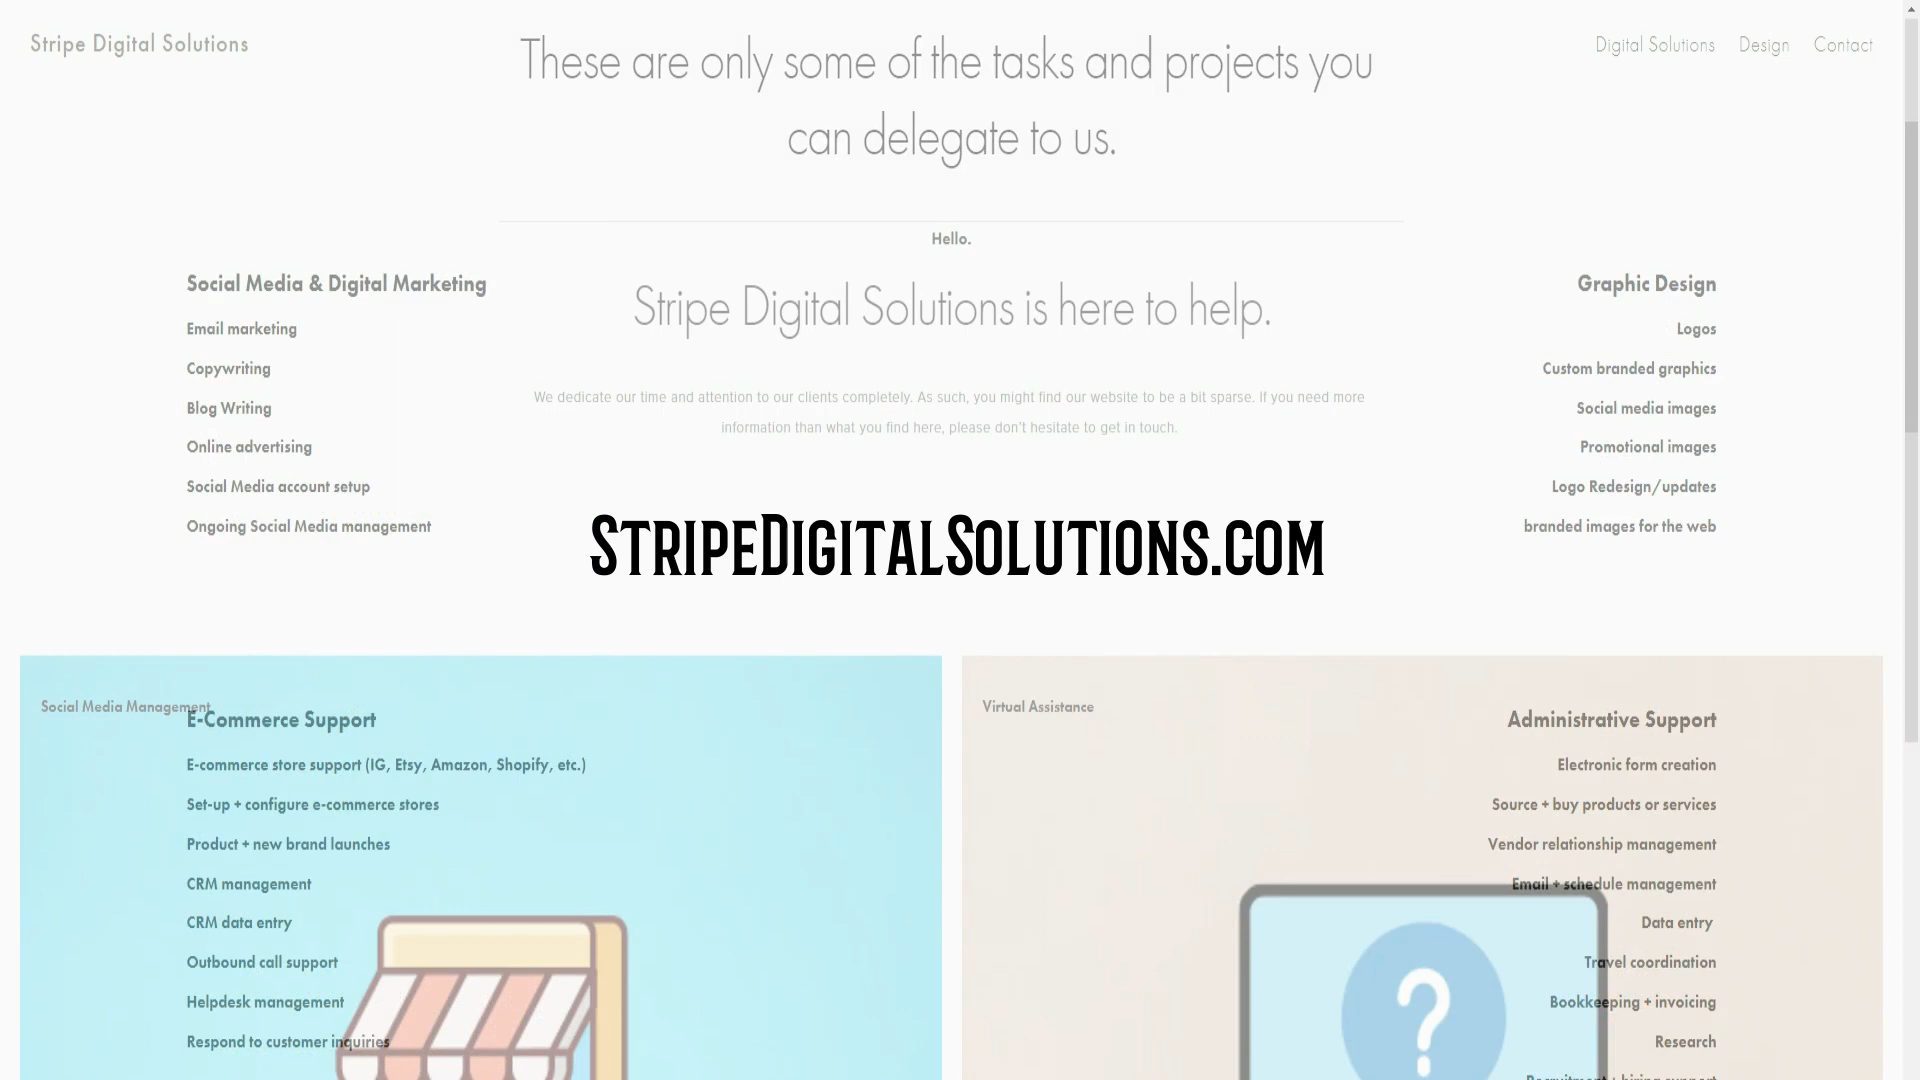 Stripe Digital Solutions
Digital Solutions
Design
Contact
These are only some of the tasks and projects you
can delegate to us.
Hello.
Stripe Digital Solutions is here to help.
We dedicate our time and attention to our clients completely. As such, you might find our website to be a bit sparse. If you need more
information than what you find here, please don't hesitate to get in touch.
Social Media & Digital Marketing
Email marketing
Copywriting
Blog Writing
Online advertising
Social Media account setup
Ongoing Social Media management
Graphic Design
Logos
Custom branded graphics
Social media images
Promotional images
Logo Redesign/updates
branded images for the web
StripeDigitalSolutions.com
Social Media Management
E-Commerce Support
E-commerce store support (IG, Etsy, Amazon, Shopify, etc.)
Set-up + configure e-commerce stores
Product + new brand launches
CRM management
CRM data entry
Outbound call support
Helpdesk management
Respond to customer inquiries
Virtual Assistance
Administrative Support
Electronic form creation
Source + buy products or services
Vendor relationship management
Email + schedule management
Data entry
Travel coordination
Bookkeeping + invoicing
Research
Recruitment + hiring support
?